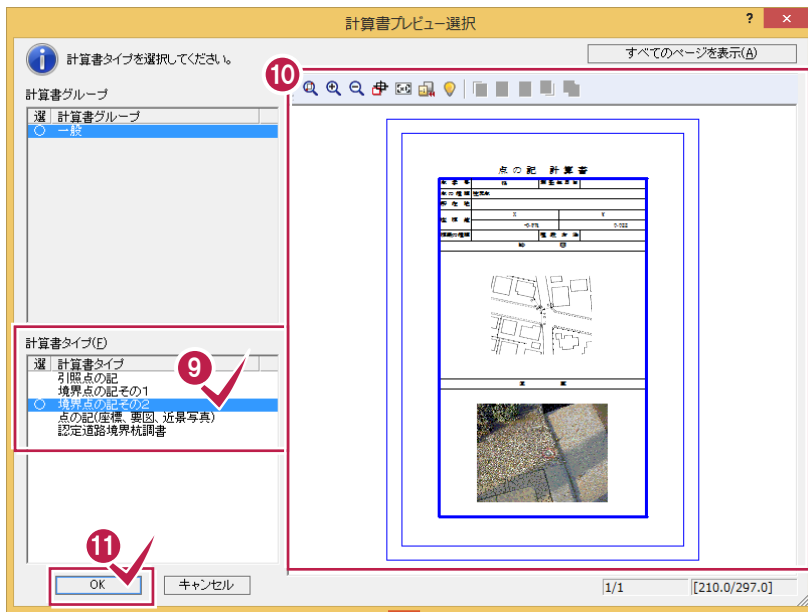 計算書プレビュー選択
?
×
計算書タイプを選択してください。
すべてのページを表示(A)
10
計算書グループ
選 計算書グループ
○ 一般
計算書タイプ(F)
9
選 計算書タイプ
引照点の記
境界点の記その1
○ 境界点の記その2
点の記(座標、要図、近景写真)
認定道路境界杭調書
点の記 計算書
X
Y
11
OK
キャンセル
1/1
[210.0/297.0]